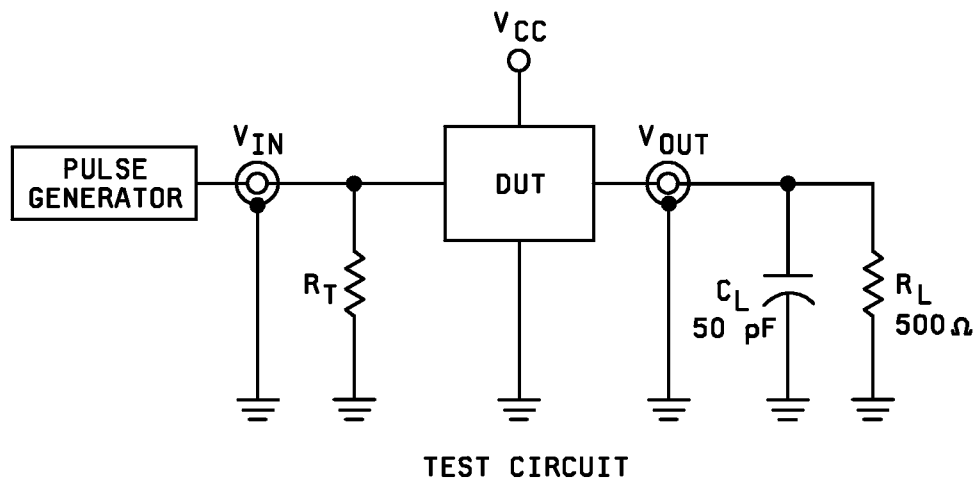 V_CC
V_IN
V_OUT
PULSE
GENERATOR
DUT
R_T
C_L
50 pF
R_L
500Ω
TEST CIRCUIT